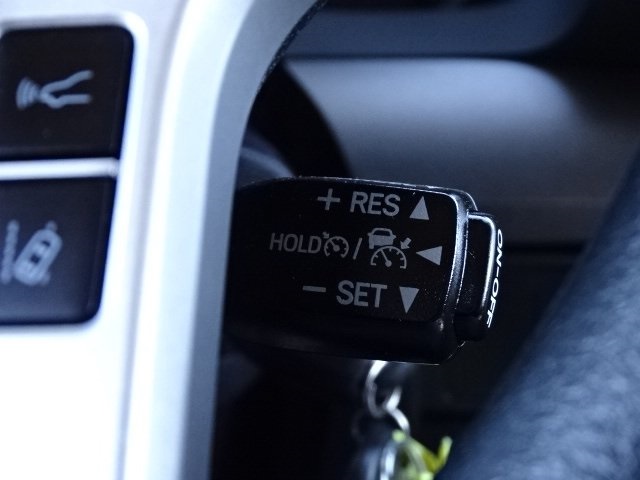 + RES ▲
HOLD / ◀
- SET ▼
ON-OFF